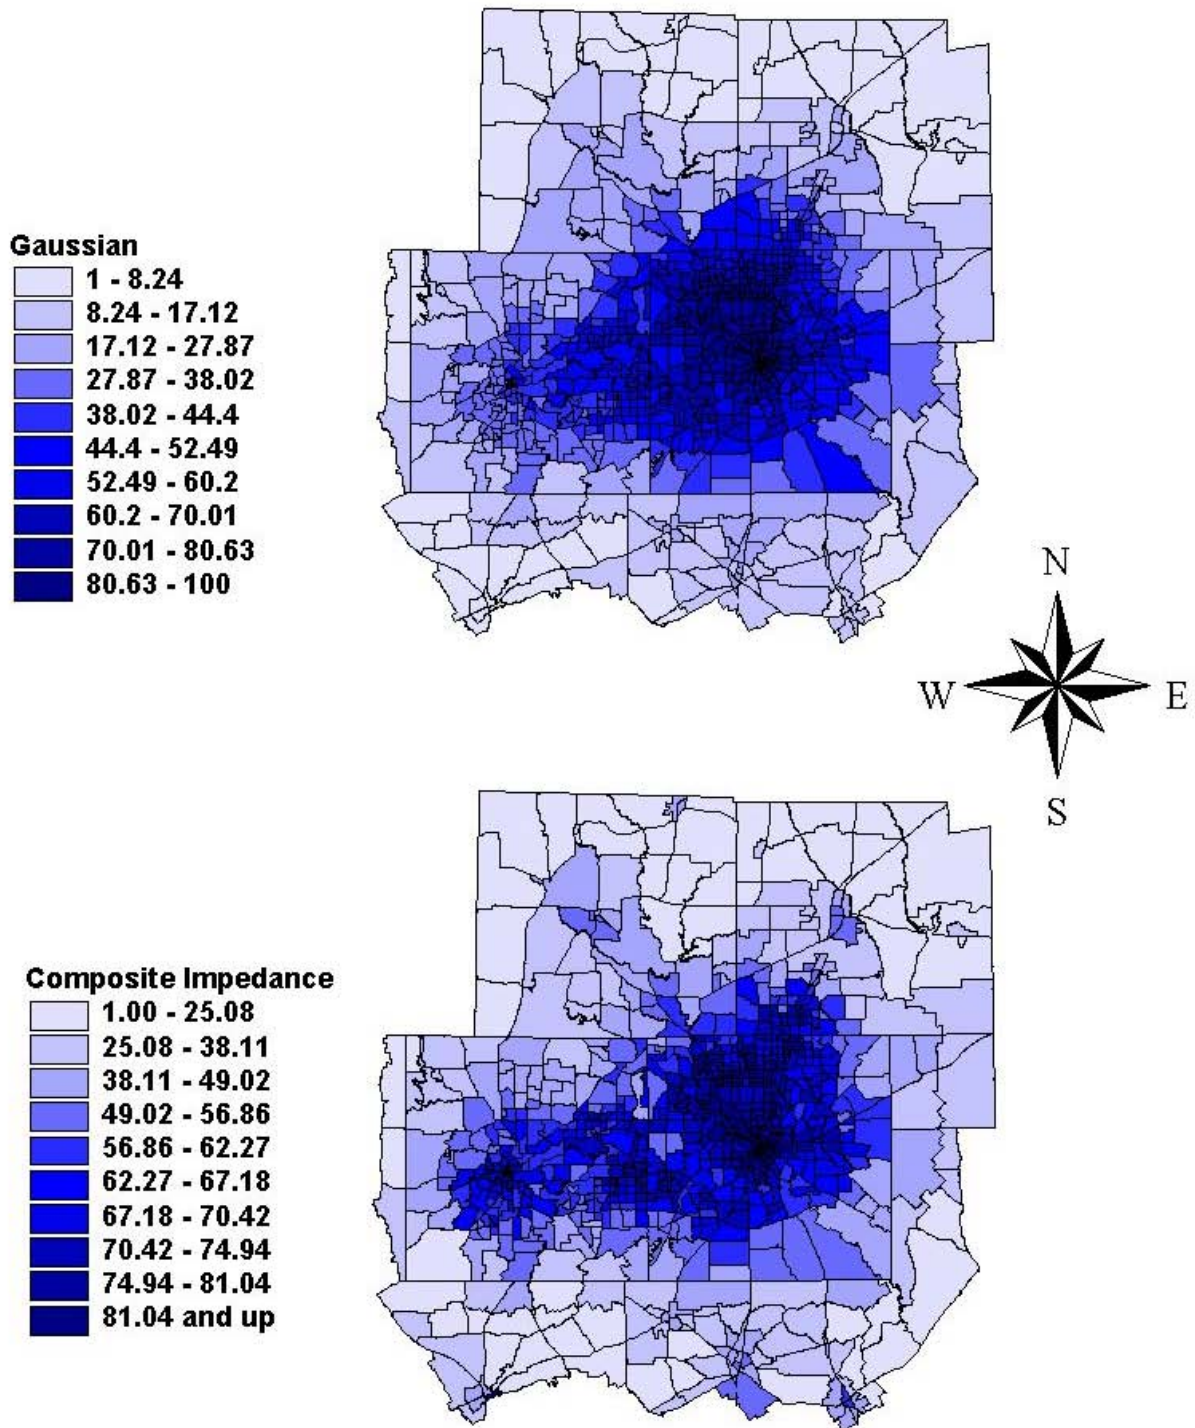 Gaussian
1 - 8.24
8.24 - 17.12
17.12 - 27.87
27.87 - 38.02
38.02 - 44.4
44.4 - 52.49
52.49 - 60.2
60.2 - 70.01
70.01 - 80.63
80.63 - 100
N
W E
S
Composite Impedance
1.00 - 25.08
25.08 - 38.11
38.11 - 49.02
49.02 - 56.86
56.86 - 62.27
62.27 - 67.18
67.18 - 70.42
70.42 - 74.94
74.94 - 81.04
81.04 and up